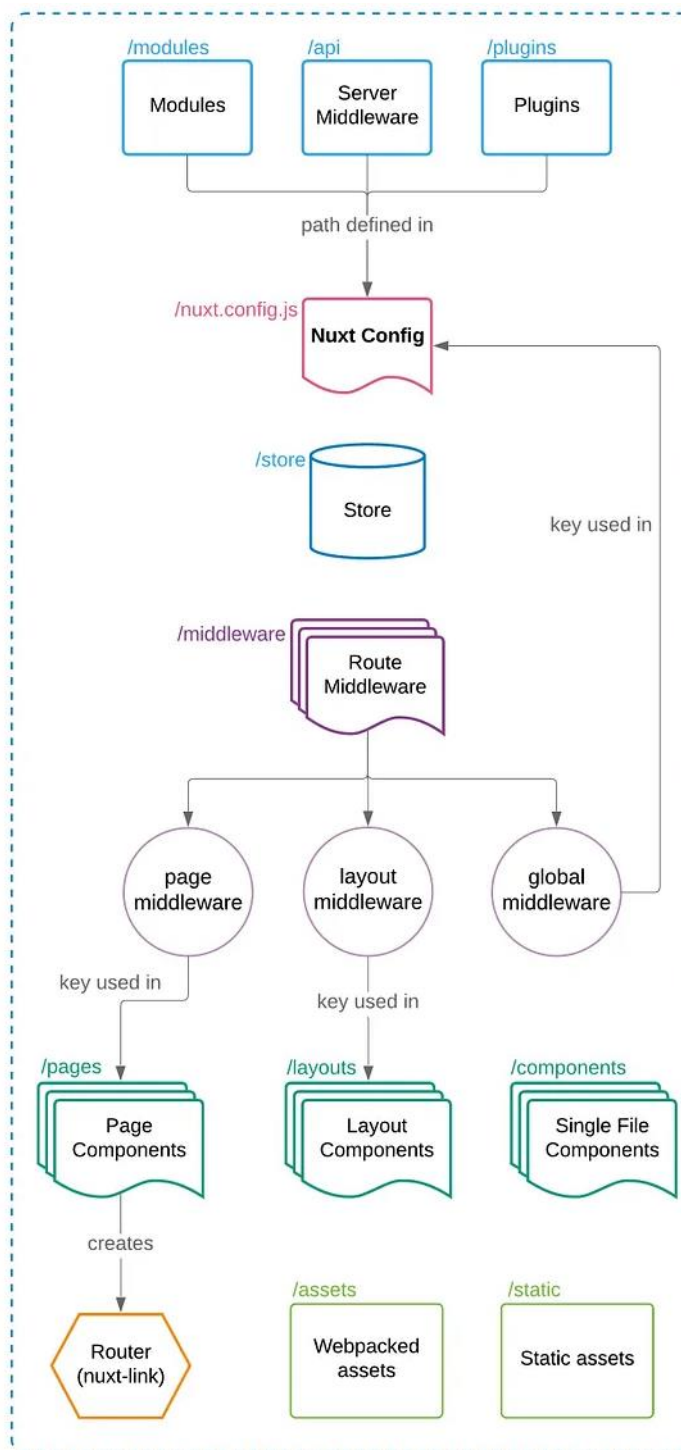 /modules
/api
/plugins
Modules
Server
Middleware
Plugins
path defined in
/nuxt.config.js
Nuxt Config
/store
Store
key used in
/middleware
Route
Middleware
page
middleware
layout
middleware
global
middleware
key used in
key used in
/pages
/layouts
/components
Page
Components
Layout
Components
Single File
Components
creates
/assets
/static
Router
(nuxt-link)
Webpacked
assets
Static assets